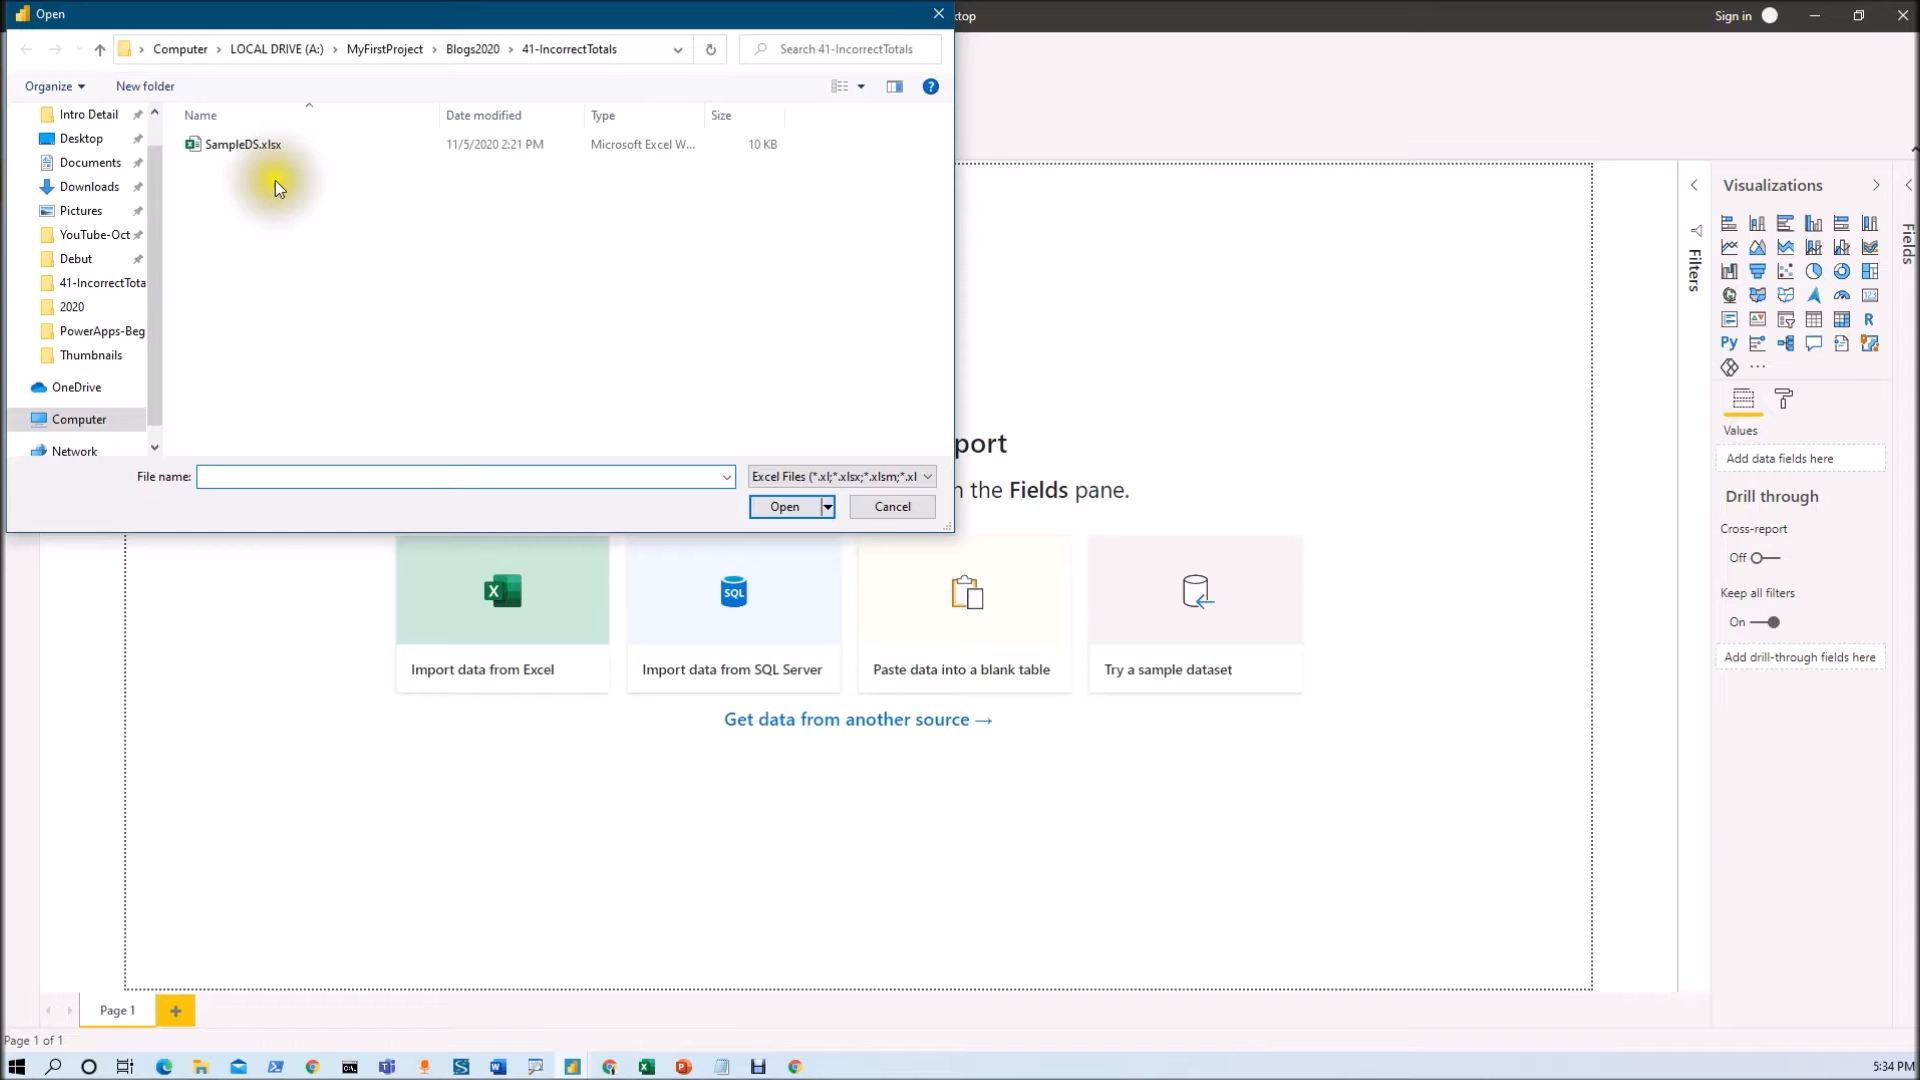 Open
ktop
Sign in
Computer
LOCAL DRIVE (A:)
MyFirstProject
Blogs2020
41-IncorrectTotals
Search 41-IncorrectTotals
Organize
New folder
Name
Date modified
Type
Size
SampleDS.xlsx
11/5/2020 2:21 PM
Microsoft Excel W...
10 KB
Intro Detail
Desktop
Documents
Downloads
Pictures
YouTube-Oct
Debut
41-IncorrectTota
2020
PowerApps-Beg
Thumbnails
OneDrive
Computer
Network
File name:
Excel Files (*.xl;*.xlsx;*.xlsm;*.xl
Open
Cancel
port
n the Fields pane.
X
SQL
Import data from Excel
Import data from SQL Server
Paste data into a blank table
Try a sample dataset
Get data from another source →
Filters
Visualizations
Fields
123
R
Py
Values
Add data fields here
Drill through
Cross-report
Off
Keep all filters
On
Add drill-through fields here
Page 1
Page 1 of 1
5:34 PM